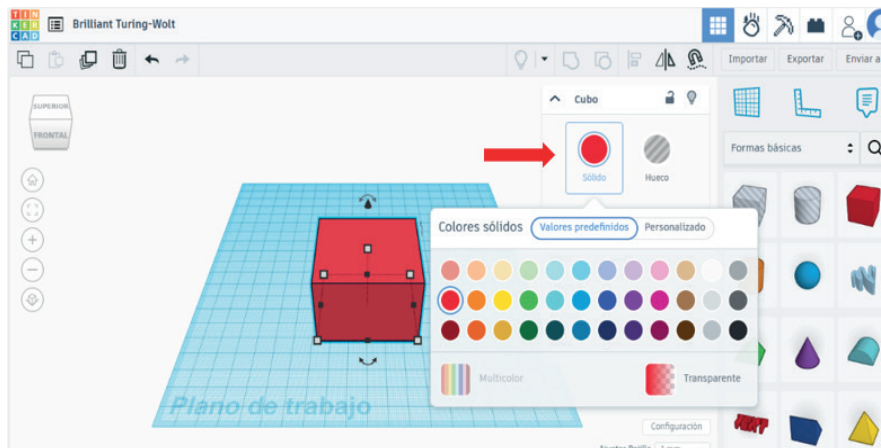 TIN
KER
CAD
Brilliant Turing-Wolt
Importar
Exportar
Enviar a
SUPERIOR
FRONTAL
Cubo
Sólido
Hueco
Formas básicas
Colores sólidos
Valores predefinidos
Personalizado
Multicolor
Transparente
Plano de trabajo
Configuración